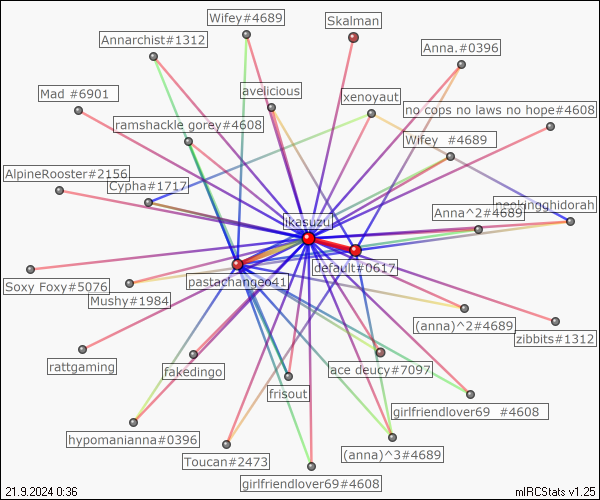 Wifey#4689
Skalman
Annarchist#1312
Anna.#0396
Mad #6901
avelicious
xenoyaut
no cops no laws no hope#4608
ramshackle gorey#4608
Wifey  #4689
AlpineRooster#2156
Cypha#1717
neekingghidorah
Anna^2#4689
ikasuzu
default#0617
pastachangeo41
Soxy Foxy#5076
Mushy#1984
(anna)^2#4689
zibbits#1312
rattgaming
fakedingo
ace deucy#7097
frisout
girlfriendlover69  #4608
hypomanianna#0396
(anna)^3#4689
Toucan#2473
girlfriendlover69#4608
21.9.2024 0:36
mIRCStats v1.25